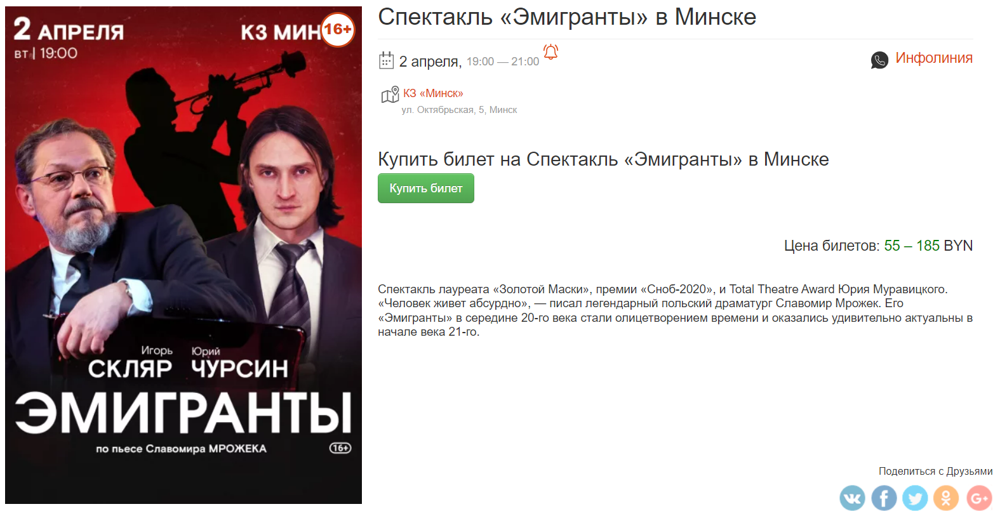 2 АПРЕЛЯ
вт | 19:00
КЗ МИН
16+
Игорь СКЛЯР
Юрий ЧУРСИН
ЭМИГРАНТЫ
по пьесе Славомира МРОЖЕКА
16+
Спектакль «Эмигранты» в Минске
2 апреля, 19:00 — 21:00
Инфолиния
КЗ «Минск»
ул. Октябрьская, 5, Минск
Купить билет на Спектакль «Эмигранты» в Минске
Купить билет
Цена билетов: 55 – 185 BYN
Спектакль лауреата «Золотой Маски», премии «Сноб-2020», и Total Theatre Award Юрия Муравицкого.
«Человек живет абсурдно», — писал легендарный польский драматург Славомир Мрожек. Его
«Эмигранты» в середине 20-го века стали олицетворением времени и оказались удивительно актуальны в
начале века 21-го.
Поделиться с Друзьями